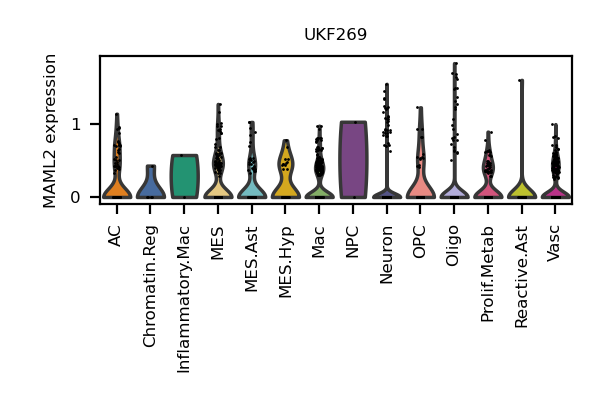 UKF269
MAML2 expression
1
0
AC
Chromatin.Reg
Inflammatory.Mac
MES
MES.Ast
MES.Hyp
Mac
NPC
Neuron
OPC
Oligo
Prolif.Metab
Reactive.Ast
Vasc